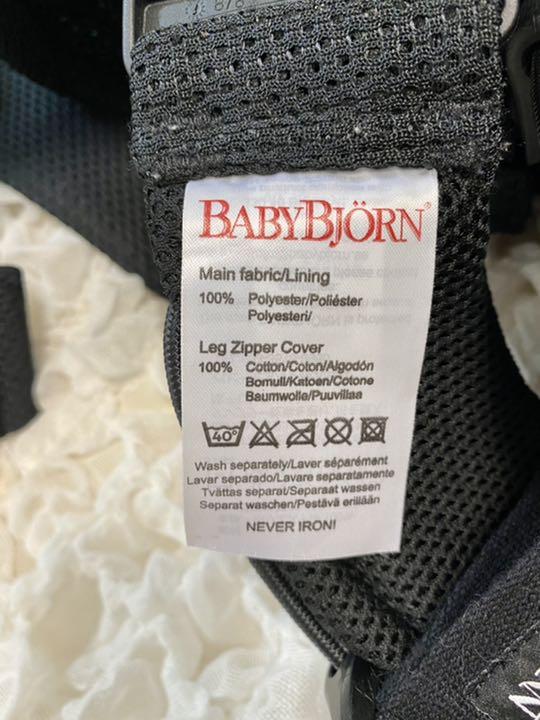 BABYBJÖRN®
Main fabric/Lining
100% Polyester/Poliéster
Polyesteri/
Leg Zipper Cover
100% Cotton/Coton/Algodón
Bomull/Katoen/Cotone
Baumwolle/Puuvillaa
40°
Wash separately/Laver séparément
Lavar separado/Lavare separatamente
Tvättas separat/Separaat wassen
Separat waschen/Pestävä erillään
NEVER IRON!